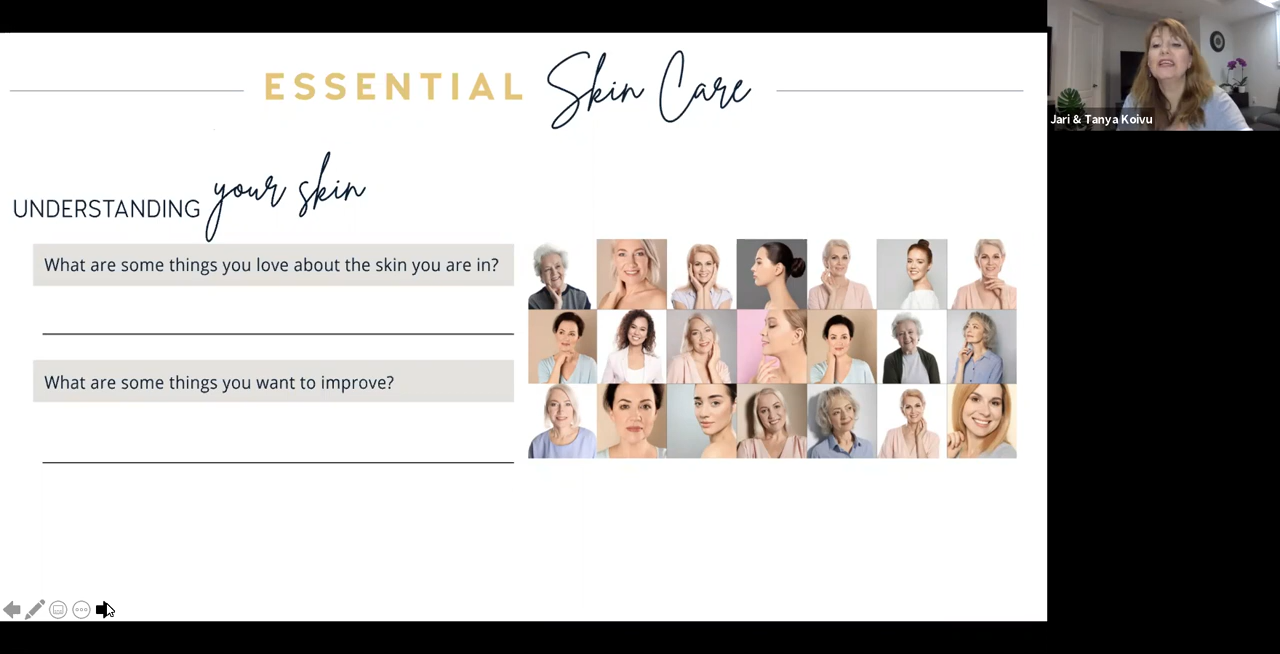 ESSENTIAL Skin Care
Jari & Tanya Koivu
UNDERSTANDING your skin
What are some things you love about the skin you are in?
What are some things you want to improve?